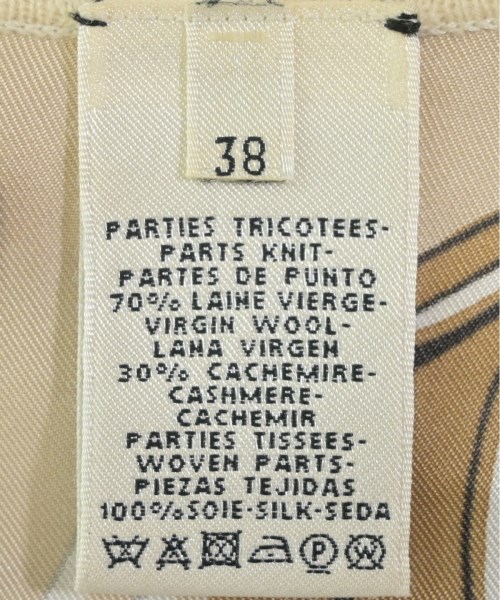 38
PARTIES TRICOTEES-
PARTS KNIT-
PARTES DE PUNTO
70% LAINE VIERGE-
VIRGIN WOOL-
LANA VIRGEN
30% CACHEMIRE-
CASHMERE-
CACHEMIR
PARTIES TISSEES-
WOVEN PARTS-
PIEZAS TEJIDAS
100% SOIE-SILK-SEDA
P W